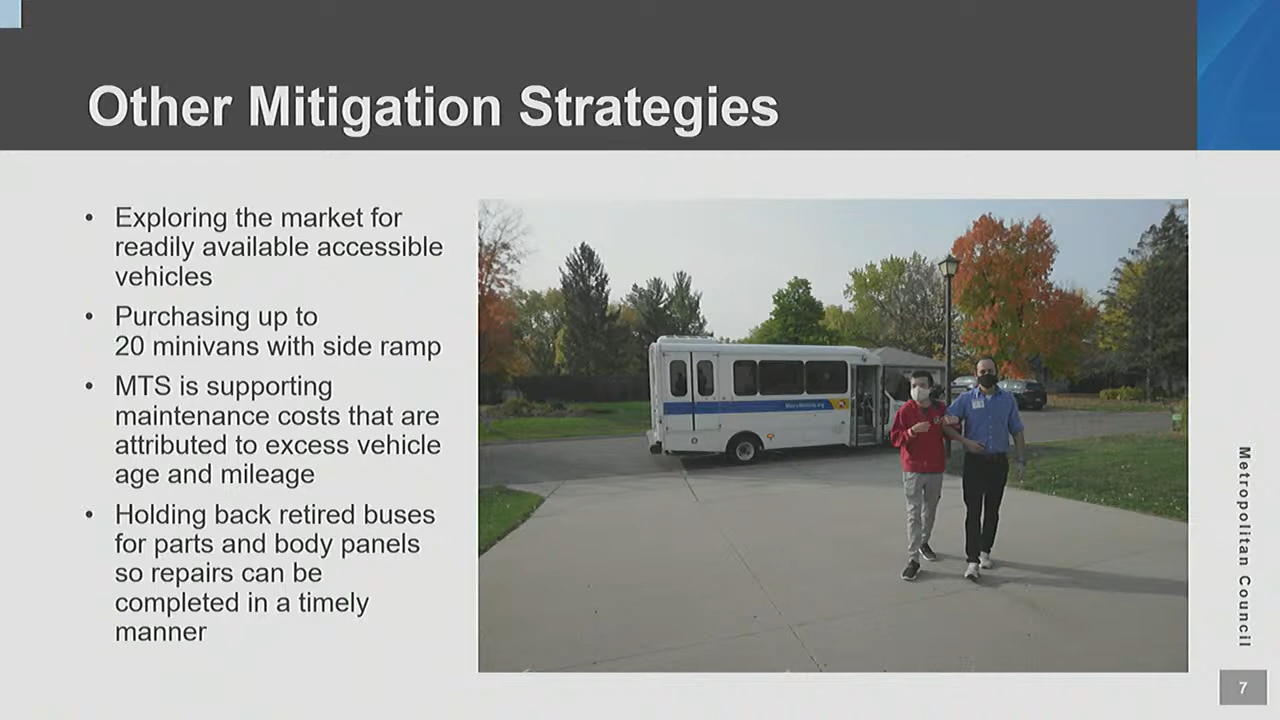 Other Mitigation Strategies
• Exploring the market for
readily available accessible
vehicles
• Purchasing up to
20 minivans with side ramp
• MTS is supporting
maintenance costs that are
attributed to excess vehicle
age and mileage
• Holding back retired buses
for parts and body panels
so repairs can be
completed in a timely
manner
Metropolitan Council
7